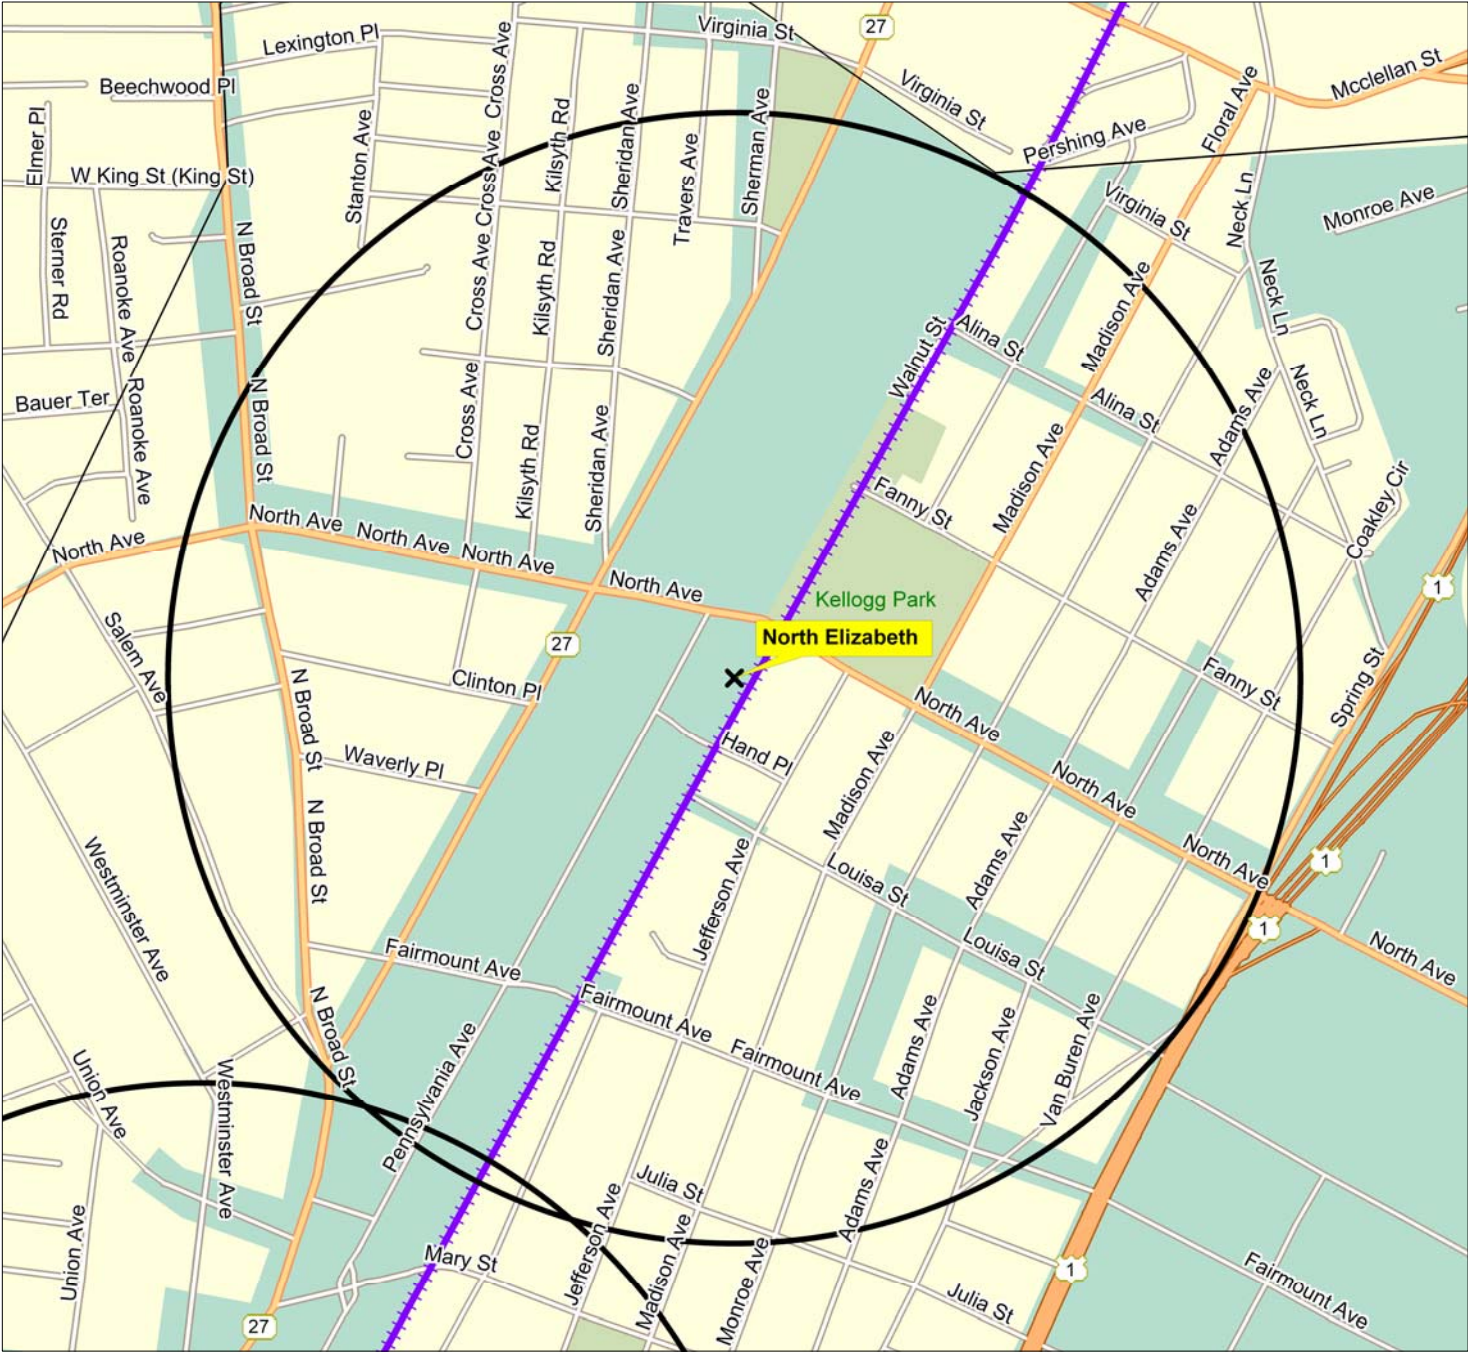 Virginia St
27
Lexington Pl
Cross Ave
Mcclellan St
Beechwood Pl
Virginia St
Floral Ave
Elmer Pl
Stanton Ave
Kilsyth Rd
Sheridan Ave
Sherman Ave
Pershing Ave
W King St (King St)
Cross Ave
Travers Ave
Virginia St
Neck Ln
Monroe Ave
Sterner Rd
Roanoke Ave
N Broad St
Cross Ave
Kilsyth Rd
Sheridan Ave
Madison Ave
Neck Ln
Walnut St
Alina St
Bauer Ter
Roanoke Ave
N Broad St
Cross Ave
Kilsyth Rd
Sheridan Ave
Alina St
Adams Ave
Neck Ln
Madison Ave
Fanny St
Coakley Cir
North Ave
North Ave
North Ave
North Ave
North Ave
Adams Ave
Kellogg Park
1
North Elizabeth
27
Salem Ave
Clinton Pl
N Broad St
Fanny St
Spring St
North Ave
Hand Pl
Waverly Pl
Madison Ave
North Ave
N Broad St
North Ave
1
Westminster Ave
Louisa St
Adams Ave
Jefferson Ave
1
Louisa St
North Ave
Fairmount Ave
N Broad St
Fairmount Ave
Fairmount Ave
Adams Ave
Jackson Ave
Van Buren Ave
Union Ave
Westminster Ave
Pennsylvania Ave
Julia St
Adams Ave
Union Ave
Mary St
Jefferson Ave
Madison Ave
Monroe Ave
1
Julia St
Fairmount Ave
27